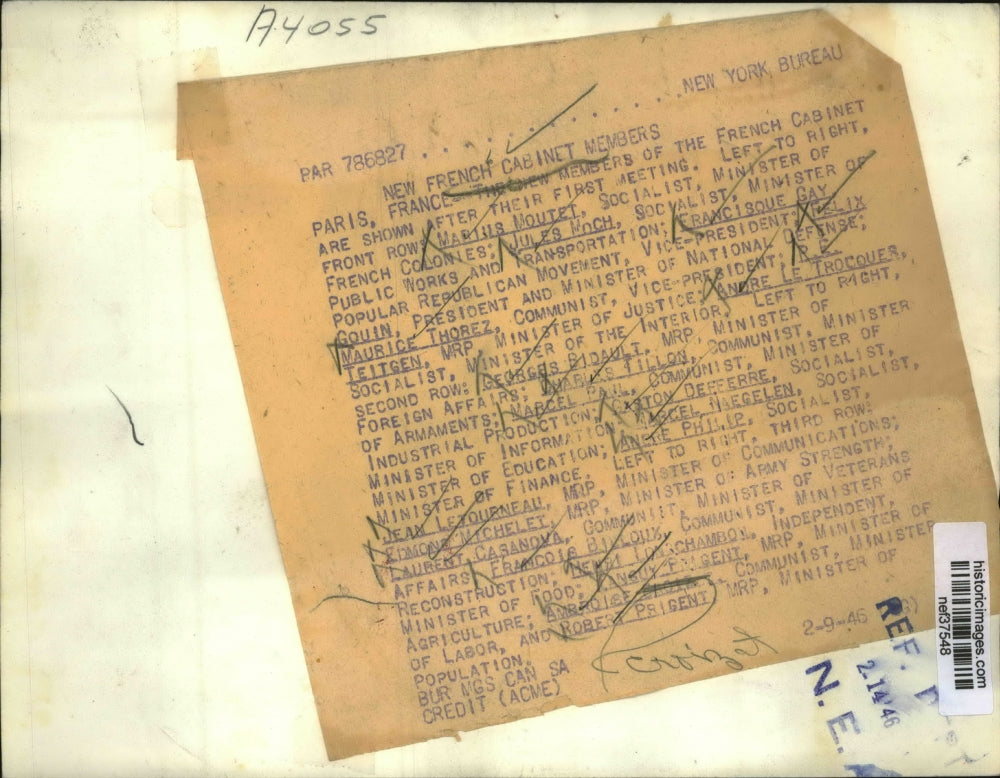 A4055
NEW YORK BUREAU
PAR 786827
NEW FRENCH CABINET MEMBERS
PARIS, FRANCE-- THE NEW MEMBERS OF THE FRENCH CABINET
ARE SHOWN AFTER THEIR FIRST MEETING. LEFT TO RIGHT,
FRONT ROW: MARIUS MOUTET, SOCIALIST, MINISTER OF
FRENCH COLONIES; JULES MOCH, SOCIALIST, MINISTER OF
PUBLIC WORKS AND TRANSPORTATION; FRANCISQUE GAY
POPULAR REPUBLICAN MOVEMENT, VICE-PRESIDENT; FELIX
GOUIN, PRESIDENT AND MINISTER OF NATIONAL DEFENSE;
MAURICE THOREZ, COMMUNIST, VICE-PRESIDENT;
TEITGEN, MRP, MINISTER OF JUSTICE; ANDRE LE TROCQUER,
SOCIALIST, MINISTER OF THE INTERIOR. LEFT TO RIGHT,
SECOND ROW: GEORGES BIDAULT, MRP, MINISTER OF
FOREIGN AFFAIRS; CHARLES TILLON, COMMUNIST, MINISTER
OF ARMAMENTS; MARCEL PAUL, COMMUNIST, MINISTER OF
INDUSTRIAL PRODUCTION; GASTON DEFFERRE, SOCIALIST,
MINISTER OF INFORMATION; MARCEL NAEGELEN, SOCIALIST,
MINISTER OF EDUCATION; ANDRE PHILIP, SOCIALIST,
MINISTER OF FINANCE. LEFT TO RIGHT, THIRD ROW:
JEAN LETOURNEAU, MRP, MINISTER OF COMMUNICATIONS;
EDMOND MICHELET, MRP, MINISTER OF ARMY STRENGTH;
LAURENT CASANOVA, COMMUNIST, MINISTER OF VETERANS
AFFAIRS; FRANCOIS BILLOUX, COMMUNIST, MINISTER OF
RECONSTRUCTION; HENRI LONGCHAMBON, INDEPENDENT,
MINISTER OF FOOD; PRIGENT, MRP, MINISTER OF
AGRICULTURE; AMBROISE COMMUNIST, MINISTER
OF LABOR, AND ROBERT PRIGENT, MRP, MINISTER OF
POPULATION.
BUR MGS CAN SA
CREDIT (ACME) 2-9-46
Croizat
REF.
2.14'46
N. E. A.
historicimages.com
nef37548